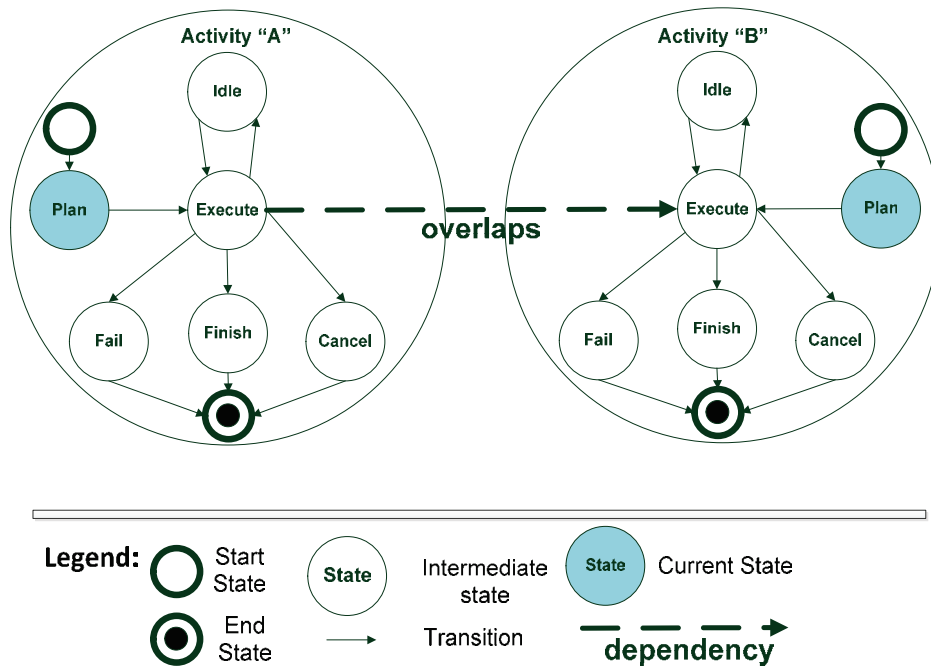 Activity “A”
Idle
Plan
Execute
Fail
Finish
Cancel
overlaps
Activity “B”
Idle
Execute
Plan
Fail
Finish
Cancel
Legend:
Start
State
State
Intermediate
state
State
Current State
End
State
Transition
dependency